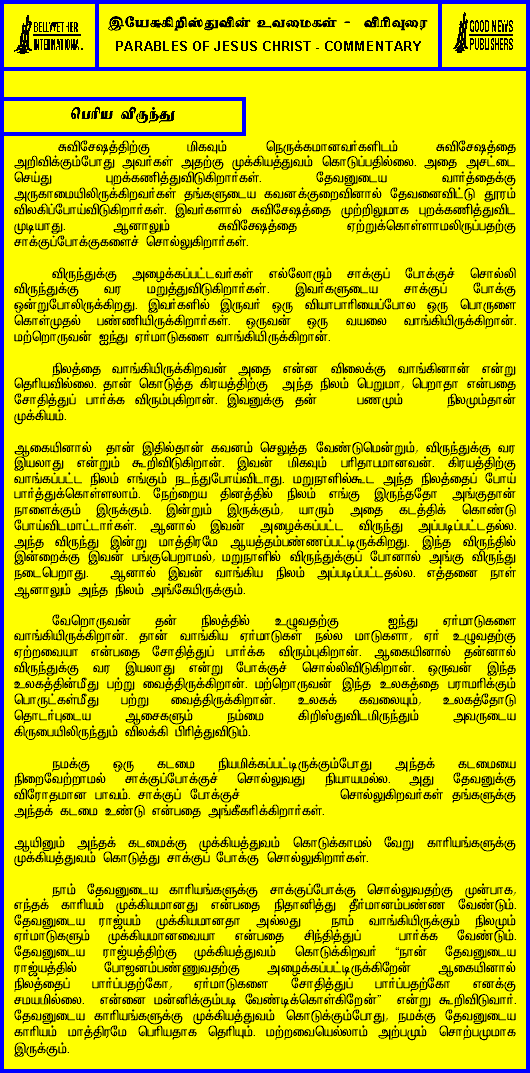 BELLWETHER
INTERNATIONAL
இயேசுகிறிஸ்துவின் உவமைகள் - விரிவுரை
PARABLES OF JESUS CHRIST - COMMENTARY
GOOD NEWS
PUBLISHERS
பெரிய விருந்து
சுவிசேஷத்திற்கு மிகவும் நெருக்கமானவர்களிடம் சுவிசேஷத்தை
அறிவிக்கும்போது அவர்கள் அதற்கு முக்கியத்துவம் கொடுப்பதில்லை. அதை அசட்டை
செய்து புறக்கணித்துவிடுகிறார்கள். தேவனுடைய வார்த்தைக்கு
அருகாமையிலிருக்கிறவர்கள் தங்களுடைய கவனக்குறைவினால் தேவனைவிட்டு தூரம்
விலகிப்போய்விடுகிறார்கள். இவர்களால் சுவிசேஷத்தை முற்றிலுமாக புறக்கணித்துவிட
முடியாது. ஆனாலும் சுவிசேஷத்தை ஏற்றுக்கொள்ளாமலிருப்பதற்கு
சாக்குப்போக்குகளைச் சொல்லுகிறார்கள்.
விருந்துக்கு அழைக்கப்பட்டவர்கள் எல்லோரும் சாக்குப் போக்குச் சொல்லி
விருந்துக்கு வர மறுத்துவிடுகிறார்கள். இவர்களுடைய சாக்குப் போக்கு
ஒன்றுபோலிருக்கிறது. இவர்களில் இருவர் ஒரு வியாபாரியைப்போல ஒரு பொருளை
கொள்முதல் பண்ணியிருக்கிறார்கள். ஒருவன் ஒரு வயலை வாங்கியிருக்கிறான்.
மற்றொருவன் ஐந்து ஏர்மாடுகளை வாங்கியிருக்கிறான்.
நிலத்தை வாங்கியிருக்கிறவன் அதை என்ன விலைக்கு வாங்கினான் என்று
தெரியவில்லை. தான் கொடுத்த கிரயத்திற்கு அந்த நிலம் பெறுமா, பெறாதா என்பதை
சோதித்துப் பார்க்க விரும்புகிறான். இவனுக்கு தன் பணமும் நிலமும்தான்
முக்கியம்.
ஆகையினால் தான் இதில்தான் கவனம் செலுத்த வேண்டுமென்றும், விருந்துக்கு வர
இயலாது என்றும் கூறிவிடுகிறான். இவன் மிகவும் பரிதாபமானவன். கிரயத்திற்கு
வாங்கப்பட்ட நிலம் எங்கும் நடந்துபோய்விடாது. மறுநாளில்கூட அந்த நிலத்தைப் போய்
பார்த்துக்கொள்ளலாம். நேற்றைய தினத்தில் நிலம் எங்கு இருந்ததோ அங்குதான்
நாளைக்கும் இருக்கும். இன்றும் இருக்கும், யாரும் அதை கடத்திக் கொண்டு
போய்விடமாட்டார்கள். ஆனால் இவன் அழைக்கப்பட்ட விருந்து அப்படிப்பட்டதல்ல.
அந்த விருந்து இன்று மாத்திரமே ஆயத்தம்பண்ணப்பட்டிருக்கிறது. இந்த விருந்தில்
இன்றைக்கு இவன் பங்குபெறாமல், மறுநாளில் விருந்துக்குப் போனால் அங்கு விருந்து
நடைபெறாது. ஆனால் இவன் வாங்கிய நிலம் அப்படிப்பட்டதல்ல. எத்தனை நாள்
ஆனாலும் அந்த நிலம் அங்கேயிருக்கும்.
வேறொருவன் தன் நிலத்தில் உழுவதற்கு ஐந்து ஏர்மாடுகளை
வாங்கியிருக்கிறான். தான் வாங்கிய ஏர்மாடுகள் நல்ல மாடுகளா, ஏர் உழுவதற்கு
ஏற்றவையா என்பதை சோதித்துப் பார்க்க விரும்புகிறான். ஆகையினால் தன்னால்
விருந்துக்கு வர இயலாது என்று போக்குச் சொல்லிவிடுகிறான். ஒருவன் இந்த
உலகத்தின்மீது பற்று வைத்திருக்கிறான். மற்றொருவன் இந்த உலகத்தை பராமரிக்கும்
பொருட்கள்மீது பற்று வைத்திருக்கிறான். உலகக் கவலையும், உலகத்தோடு
தொடர்புடைய ஆசைகளும் நம்மை கிறிஸ்துவிடமிருந்தும் அவருடைய
கிருபையிலிருந்தும் விலக்கி பிரித்துவிடும்.
நமக்கு ஒரு கடமை நியமிக்கப்பட்டிருக்கும்போது அந்தக் கடமையை
நிறைவேற்றாமல் சாக்குப்போக்குச் சொல்லுவது நியாயமல்ல. அது தேவனுக்கு
விரோதமான பாவம். சாக்குப் போக்குச் சொல்லுகிறவர்கள் தங்களுக்கு
அந்தக் கடமை உண்டு என்பதை அங்கீகரிக்கிறார்கள்.
ஆயினும் அந்தக் கடமைக்கு முக்கியத்துவம் கொடுக்காமல் வேறு காரியங்களுக்கு
முக்கியத்துவம் கொடுத்து சாக்குப் போக்கு சொல்லுகிறார்கள்.
நாம் தேவனுடைய காரியங்களுக்கு சாக்குப்போக்கு சொல்லுவதற்கு முன்பாக,
எந்தக் காரியம் முக்கியமானது என்பதை நிதானித்து தீர்மானம்பண்ண வேண்டும்.
தேவனுடைய ராஜ்யம் முக்கியமானதா அல்லது நாம் வாங்கியிருக்கும் நிலமும்
ஏர்மாடுகளும் முக்கியமானவையா என்பதை சிந்தித்துப் பார்க்க வேண்டும்.
தேவனுடைய ராஜ்யத்திற்கு முக்கியத்துவம் கொடுக்கிறவர் “நான் தேவனுடைய
ராஜ்யத்தில் போஜனம்பண்ணுவதற்கு அழைக்கப்பட்டிருக்கிறேன் ஆகையினால்
நிலத்தைப் பார்ப்பதற்கோ, ஏர்மாடுகளை சோதித்துப் பார்ப்பதற்கோ எனக்கு
சமயமில்லை. என்னை மன்னிக்கும்படி வேண்டிக்கொள்கிறேன்” என்று கூறிவிடுவார்.
தேவனுடைய காரியங்களுக்கு முக்கியத்துவம் கொடுக்கும்போது, நமக்கு தேவனுடைய
காரியம் மாத்திரமே பெரியதாக தெரியும். மற்றவையெல்லாம் அற்பமும் சொற்பமுமாக
இருக்கும்.